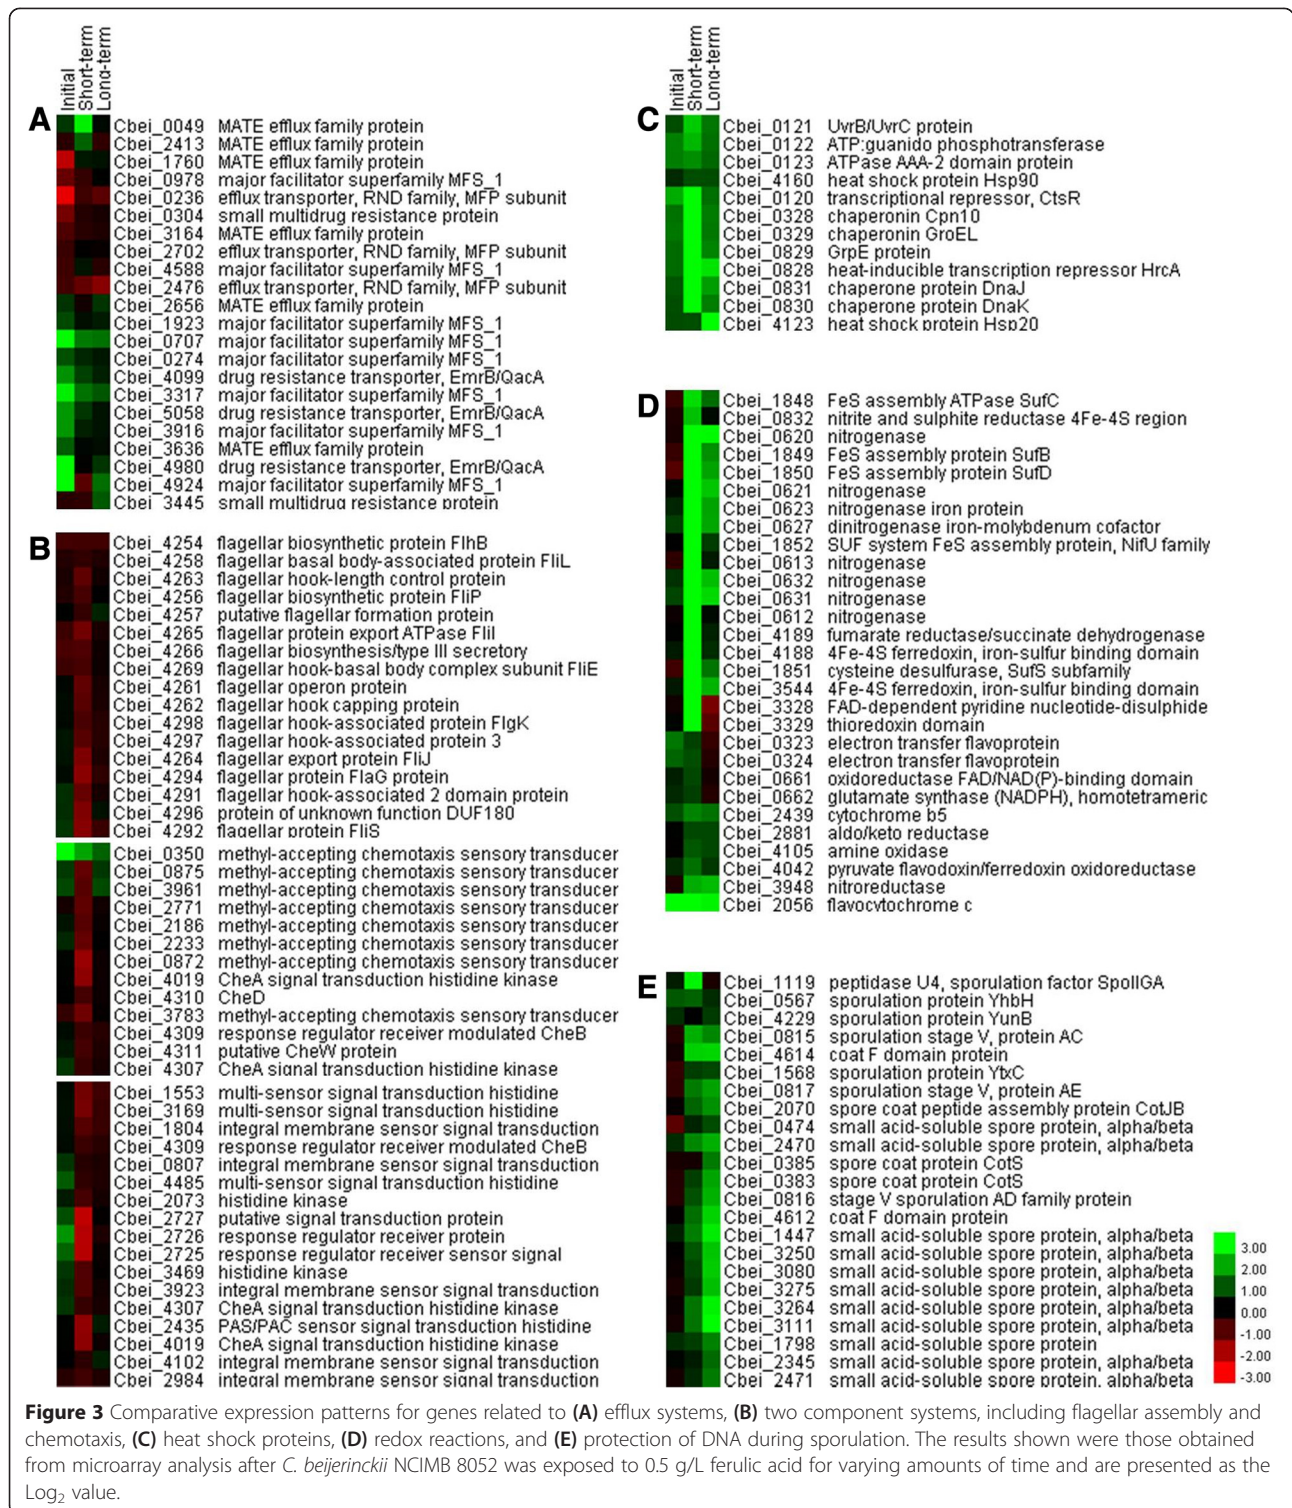 Initial
Short-term
Long-term
A
Cbei_0049 MATE efflux family protein
Cbei_2413 MATE efflux family protein
Cbei_1760 MATE efflux family protein
Cbei_0978 major facilitator superfamily MFS_1
Cbei_0236 efflux transporter, RND family, MFP subunit
Cbei_0304 small multidrug resistance protein
Cbei_3164 MATE efflux family protein
Cbei_2702 efflux transporter, RND family, MFP subunit
Cbei_4588 major facilitator superfamily MFS_1
Cbei_2476 efflux transporter, RND family, MFP subunit
Cbei_2656 MATE efflux family protein
Cbei_1923 major facilitator superfamily MFS_1
Cbei_0707 major facilitator superfamily MFS_1
Cbei_0274 major facilitator superfamily MFS_1
Cbei_4099 drug resistance transporter, EmrB/QacA
Cbei_3317 major facilitator superfamily MFS_1
Cbei_5058 drug resistance transporter, EmrB/QacA
Cbei_3916 major facilitator superfamily MFS_1
Cbei_3636 MATE efflux family protein
Cbei_4980 drug resistance transporter, EmrB/QacA
Cbei_4924 major facilitator superfamily MFS_1
Cbei_3445 small multidrug resistance protein
B
Cbei_4254 flagellar biosynthetic protein FlhB
Cbei_4258 flagellar basal body-associated protein FliL
Cbei_4263 flagellar hook-length control protein
Cbei_4256 flagellar biosynthetic protein FliP
Cbei_4257 putative flagellar formation protein
Cbei_4265 flagellar protein export ATPase FliI
Cbei_4266 flagellar biosynthesis/type III secretory
Cbei_4269 flagellar hook-basal body complex subunit FliE
Cbei_4261 flagellar operon protein
Cbei_4262 flagellar hook capping protein
Cbei_4298 flagellar hook-associated protein FlgK
Cbei_4297 flagellar hook-associated protein 3
Cbei_4264 flagellar export protein FliJ
Cbei_4294 flagellar protein FlaG protein
Cbei_4291 flagellar hook-associated 2 domain protein
Cbei_4296 protein of unknown function DUF180
Cbei_4292 flagellar protein FliS
Cbei_0350 methyl-accepting chemotaxis sensory transducer
Cbei_0875 methyl-accepting chemotaxis sensory transducer
Cbei_3961 methyl-accepting chemotaxis sensory transducer
Cbei_2771 methyl-accepting chemotaxis sensory transducer
Cbei_2186 methyl-accepting chemotaxis sensory transducer
Cbei_2233 methyl-accepting chemotaxis sensory transducer
Cbei_0872 methyl-accepting chemotaxis sensory transducer
Cbei_4019 CheA signal transduction histidine kinase
Cbei_4310 CheD
Cbei_3783 methyl-accepting chemotaxis sensory transducer
Cbei_4309 response regulator receiver modulated CheB
Cbei_4311 putative CheW protein
Cbei_4307 CheA signal transduction histidine kinase
Cbei_1553 multi-sensor signal transduction histidine
Cbei_3169 multi-sensor signal transduction histidine
Cbei_1804 integral membrane sensor signal transduction
Cbei_4309 response regulator receiver modulated CheB
Cbei_0807 integral membrane sensor signal transduction
Cbei_4485 multi-sensor signal transduction histidine
Cbei_2073 histidine kinase
Cbei_2727 putative signal transduction protein
Cbei_2726 response regulator receiver protein
Cbei_2725 response regulator receiver sensor signal
Cbei_3469 histidine kinase
Cbei_3923 integral membrane sensor signal transduction
Cbei_4307 CheA signal transduction histidine kinase
Cbei_2435 PAS/PAC sensor signal transduction histidine
Cbei_4019 CheA signal transduction histidine kinase
Cbei_4102 integral membrane sensor signal transduction
Cbei_2984 integral membrane sensor signal transduction
Initial
Short-term
Long-term
C
Cbei_0121 UvrB/UvrC protein
Cbei_0122 ATP:guanido phosphotransferase
Cbei_0123 ATPase AAA-2 domain protein
Cbei_4160 heat shock protein Hsp90
Cbei_0120 transcriptional repressor, CtsR
Cbei_0328 chaperonin Cpn10
Cbei_0329 chaperonin GroEL
Cbei_0829 GrpE protein
Cbei_0828 heat-inducible transcription repressor HrcA
Cbei_0831 chaperone protein DnaJ
Cbei_0830 chaperone protein DnaK
Cbei_4123 heat shock protein Hsp20
D
Cbei_1848 FeS assembly ATPase SufC
Cbei_0832 nitrite and sulphite reductase 4Fe-4S region
Cbei_0620 nitrogenase
Cbei_1849 FeS assembly protein SufB
Cbei_1850 FeS assembly protein SufD
Cbei_0621 nitrogenase
Cbei_0623 nitrogenase iron protein
Cbei_0627 dinitrogenase iron-molybdenum cofactor
Cbei_1852 SUF system FeS assembly protein, NifU family
Cbei_0613 nitrogenase
Cbei_0632 nitrogenase
Cbei_0631 nitrogenase
Cbei_0612 nitrogenase
Cbei_4189 fumarate reductase/succinate dehydrogenase
Cbei_4188 4Fe-4S ferredoxin, iron-sulfur binding domain
Cbei_1851 cysteine desulfurase, SufS subfamily
Cbei_3544 4Fe-4S ferredoxin, iron-sulfur binding domain
Cbei_3328 FAD-dependent pyridine nucleotide-disulphide
Cbei_3329 thioredoxin domain
Cbei_0323 electron transfer flavoprotein
Cbei_0324 electron transfer flavoprotein
Cbei_0661 oxidoreductase FAD/NAD(P)-binding domain
Cbei_0662 glutamate synthase (NADPH), homotetrameric
Cbei_2439 cytochrome b5
Cbei_2881 aldo/keto reductase
Cbei_4105 amine oxidase
Cbei_4042 pyruvate flavodoxin/ferredoxin oxidoreductase
Cbei_3948 nitroreductase
Cbei_2056 flavocytochrome c
E
Cbei_1119 peptidase U4, sporulation factor SpoIIGA
Cbei_0567 sporulation protein YhbH
Cbei_4229 sporulation protein YunB
Cbei_0815 sporulation stage V, protein AC
Cbei_4614 coat F domain protein
Cbei_1568 sporulation protein YtxC
Cbei_0817 sporulation stage V, protein AE
Cbei_2070 spore coat peptide assembly protein CotJB
Cbei_0474 small acid-soluble spore protein, alpha/beta
Cbei_2470 small acid-soluble spore protein, alpha/beta
Cbei_0385 spore coat protein CotS
Cbei_0383 spore coat protein CotS
Cbei_0816 stage V sporulation AD family protein
Cbei_4612 coat F domain protein
Cbei_1447 small acid-soluble spore protein, alpha/beta
Cbei_3250 small acid-soluble spore protein, alpha/beta
Cbei_3080 small acid-soluble spore protein, alpha/beta
Cbei_3275 small acid-soluble spore protein, alpha/beta
Cbei_3264 small acid-soluble spore protein, alpha/beta
Cbei_3111 small acid-soluble spore protein, alpha/beta
Cbei_1798 small acid-soluble spore protein
Cbei_2345 small acid-soluble spore protein, alpha/beta
Cbei_2471 small acid-soluble spore protein, alpha/beta
3.00
2.00
1.00
0.00
-1.00
-2.00
-3.00
Figure 3 Comparative expression patterns for genes related to (A) efflux systems, (B) two component systems, including flagellar assembly and
chemotaxis, (C) heat shock proteins, (D) redox reactions, and (E) protection of DNA during sporulation. The results shown were those obtained
from microarray analysis after C. beijerinckii NCIMB 8052 was exposed to 0.5 g/L ferulic acid for varying amounts of time and are presented as the
Log2 value.